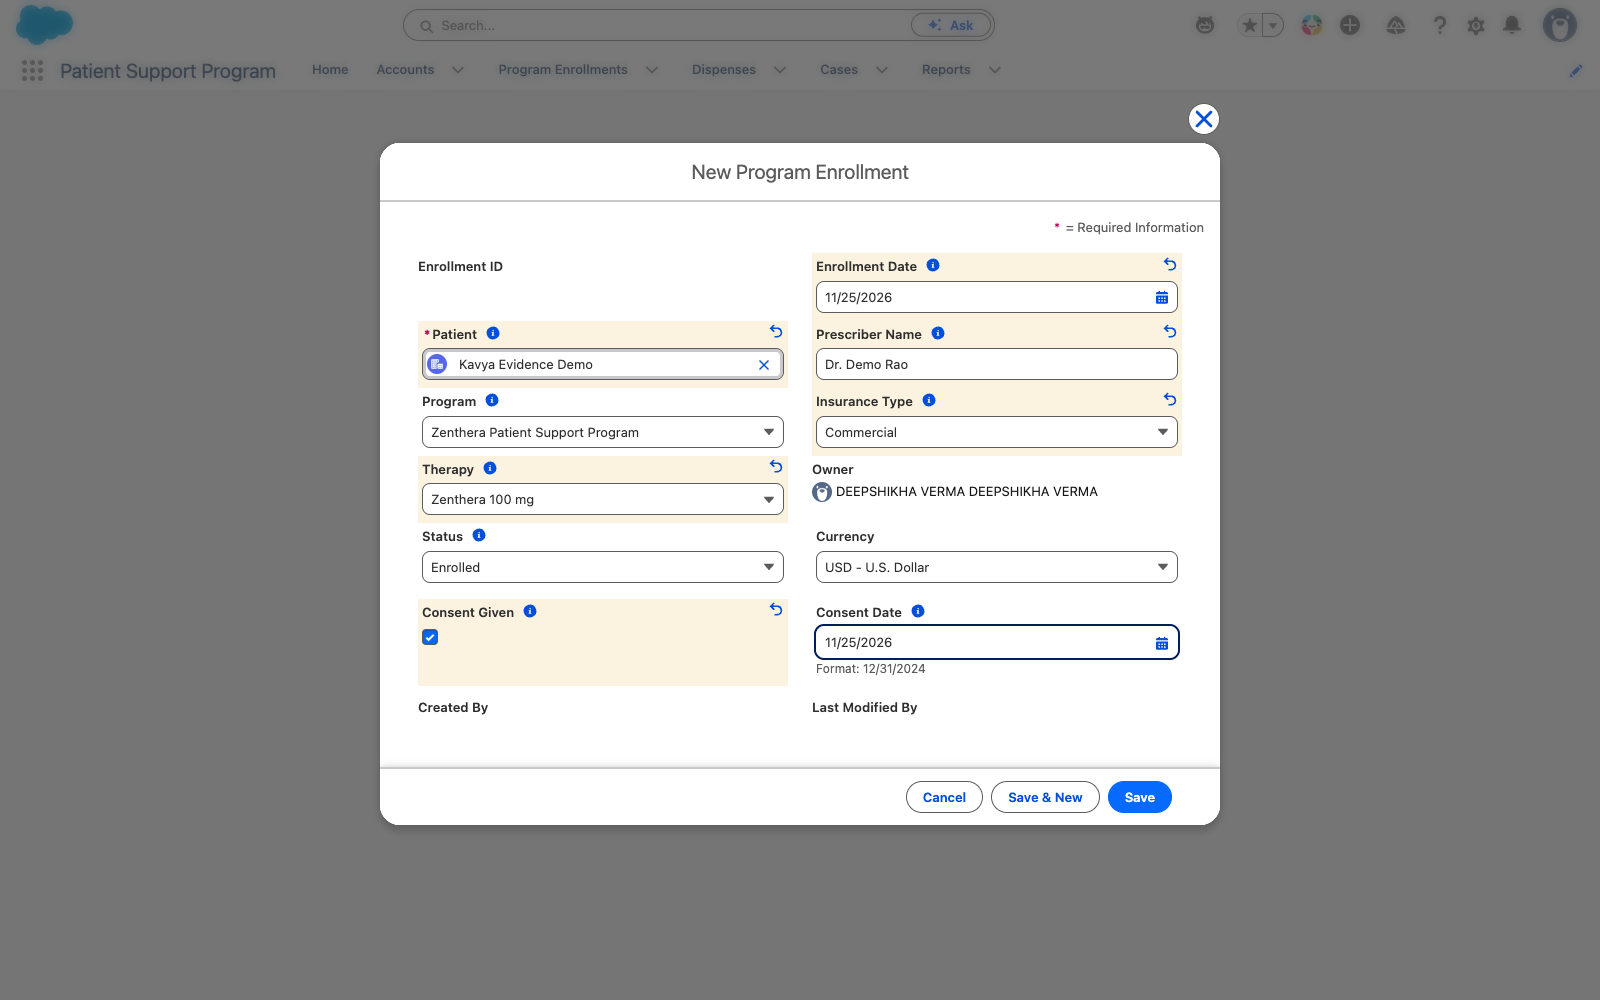 Search...
Ask
Patient Support Program
Home
Accounts
Program Enrollments
Dispenses
Cases
Reports
New Program Enrollment
* = Required Information
Enrollment ID
Enrollment Date
11/25/2026
* Patient
Kavya Evidence Demo
Prescriber Name
Dr. Demo Rao
Program
Zenthera Patient Support Program
Insurance Type
Commercial
Therapy
Zenthera 100 mg
Owner
DEEPSHIKHA VERMA DEEPSHIKHA VERMA
Status
Enrolled
Currency
USD - U.S. Dollar
Consent Given
Consent Date
11/25/2026
Format: 12/31/2024
Created By
Last Modified By
Cancel
Save & New
Save